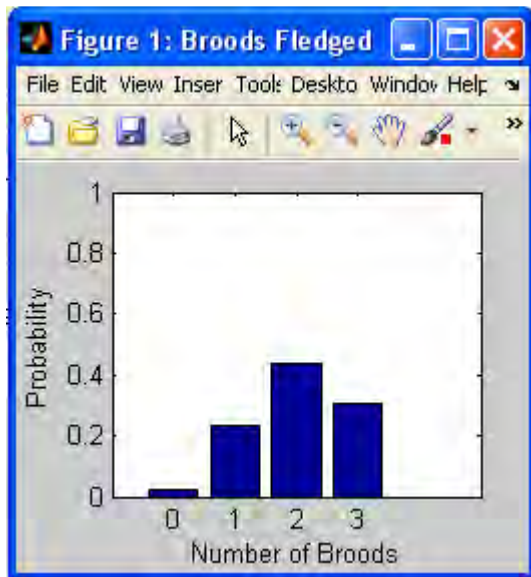 Figure 1: Broods Fledged
File Edit View Inser Tools Deskto Window Help
1
0.8
0.6
0.4
0.2
0
Probability
0 1 2 3
Number of Broods